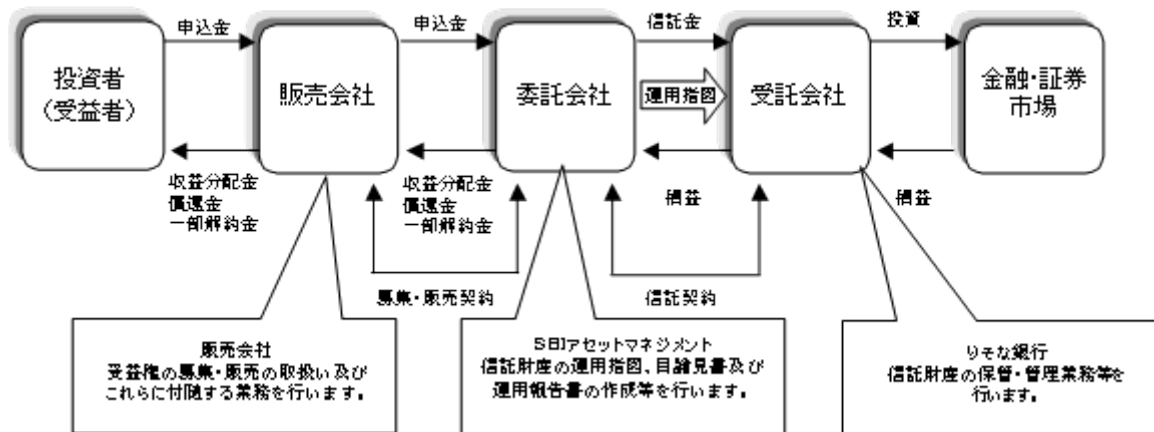 申込金
申込金
信託金
投資
投資者
(受益者)
販売会社
委託会社
運用指図
受託会社
金融・証券
市場
収益分配金
償還金
一部解約金
収益分配金
償還金
一部解約金
損益
損益
募集・販売契約
信託契約
販売会社
受益権の募集・販売の取扱い及び
これらに付随する業務を行います。
SBIアセットマネジメント
信託財産の運用指図、目論見書及び
運用報告書の作成等を行います。
りそな銀行
信託財産の保管・管理業務等を
行います。